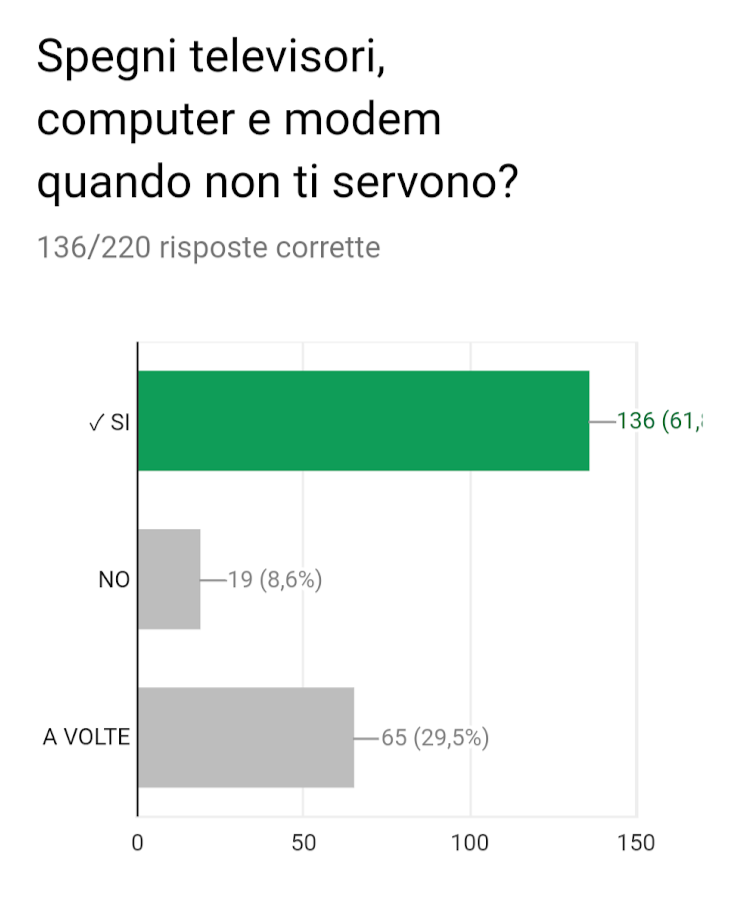 Spegni televisori,
computer e modem
quando non ti servono?
136/220 risposte corrette
✓ SI
136 (61,
NO
19 (8,6%)
A VOLTE
65 (29,5%)
0 50 100 150